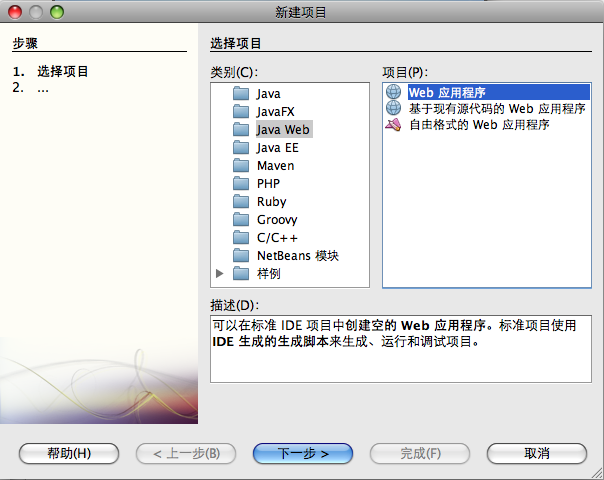 新建项目
步骤
1. 选择项目
2. ...
选择项目
类别(C):
Java
JavaFX
Java Web
Java EE
Maven
PHP
Ruby
Groovy
C/C++
NetBeans 模块
样例
项目(P):
Web 应用程序
基于现有源代码的 Web 应用程序
自由格式的 Web 应用程序
描述(D):
可以在标准 IDE 项目中创建空的 Web 应用程序。标准项目使用
IDE 生成的生成脚本来生成、运行和调试项目。
帮助(H)
< 上一步(B)
下一步 >
完成(F)
取消